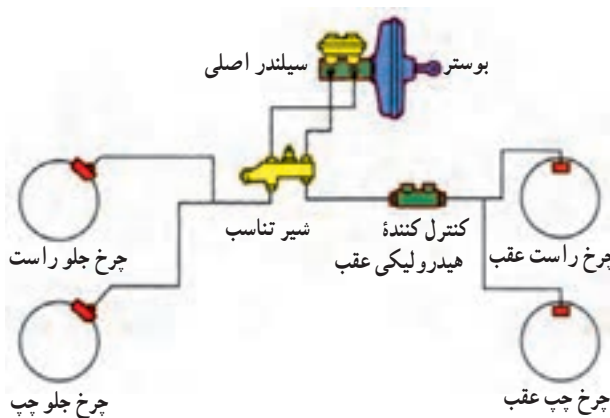 بوستر
سیلندر اصلی
شیر تناسب
کنترل کنندهٔ
هیدرولیکی عقب
چرخ راست عقب
چرخ جلو راست
چرخ چپ عقب
چرخ جلو چپ